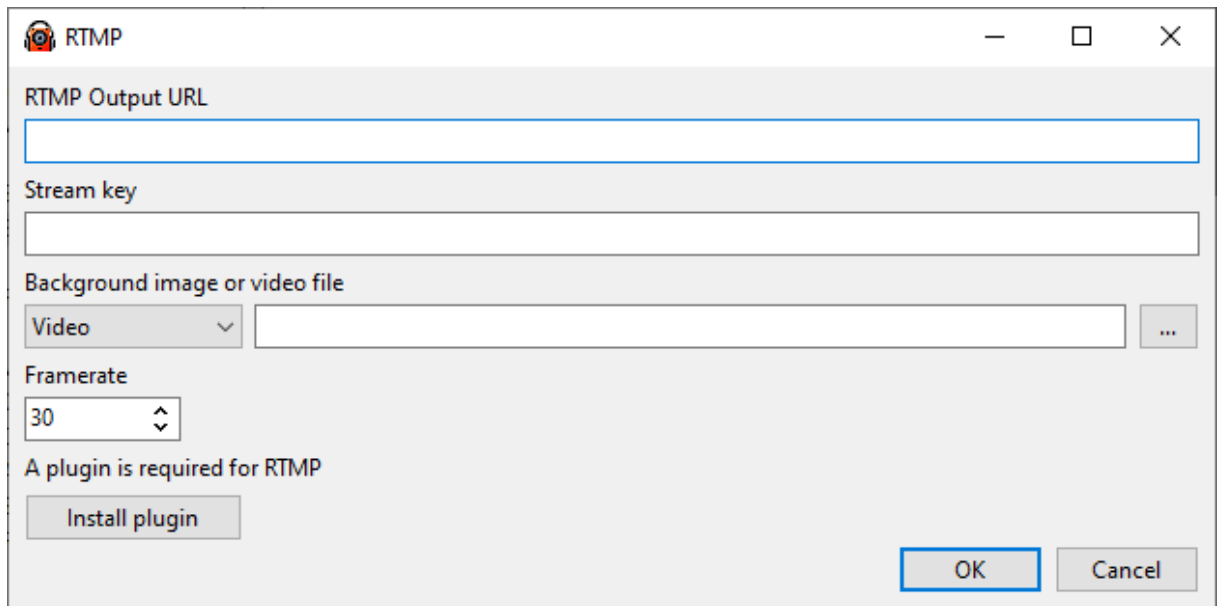 RTMP
RTMP Output URL
Stream key
Background image or video file
Video
...
Framerate
30
A plugin is required for RTMP
Install plugin
OK Cancel